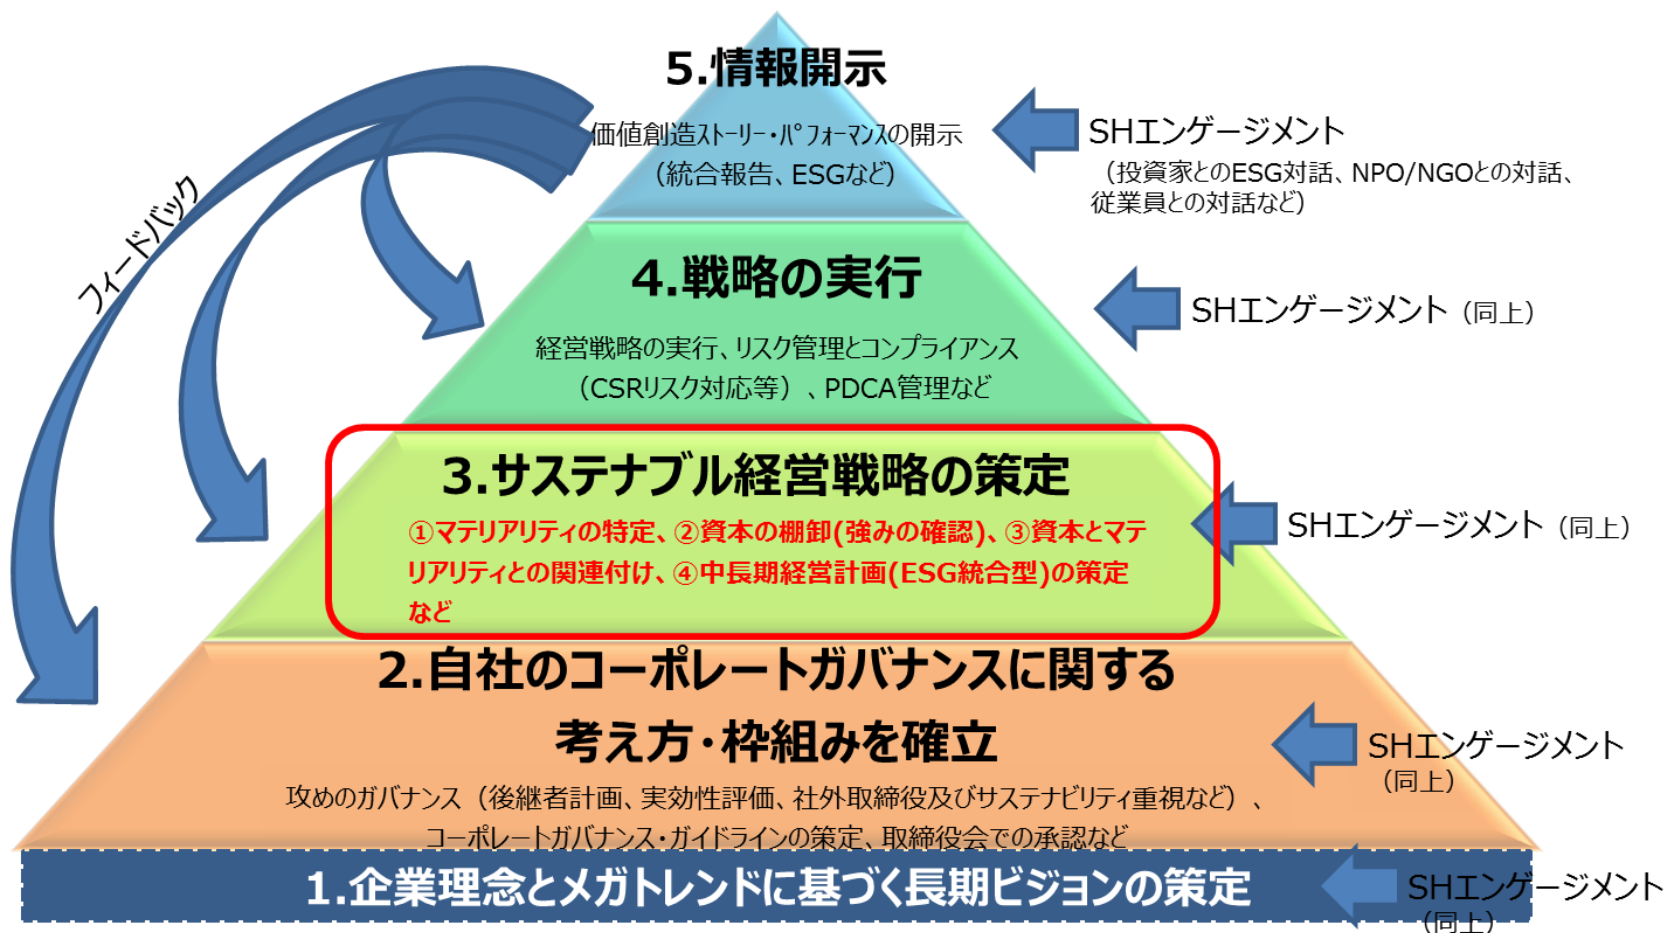 5.情報開示
価値創造ストーリー・パフォーマンスの開示
（統合報告、ESGなど）
SHエンゲージメント
（投資家とのESG対話、NPO/NGOとの対話、
従業員との対話など）
フィードバック
4.戦略の実行
経営戦略の実行、リスク管理とコンプライアンス
（CSRリスク対応等）、PDCA管理など
SHエンゲージメント（同上）
3.サステナブル経営戦略の策定
①マテリアリティの特定、②資本の棚卸(強みの確認)、③資本とマテ
リアリティとの関連付け、④中長期経営計画(ESG統合型)の策定
など
SHエンゲージメント（同上）
2.自社のコーポレートガバナンスに関する
考え方・枠組みを確立
攻めのガバナンス（後継者計画、実効性評価、社外取締役及びサステナビリティ重視など）、
コーポレートガバナンス・ガイドラインの策定、取締役会での承認など
SHエンゲージメント
（同上）
1.企業理念とメガトレンドに基づく長期ビジョンの策定
SHエンゲージメント
（同上）